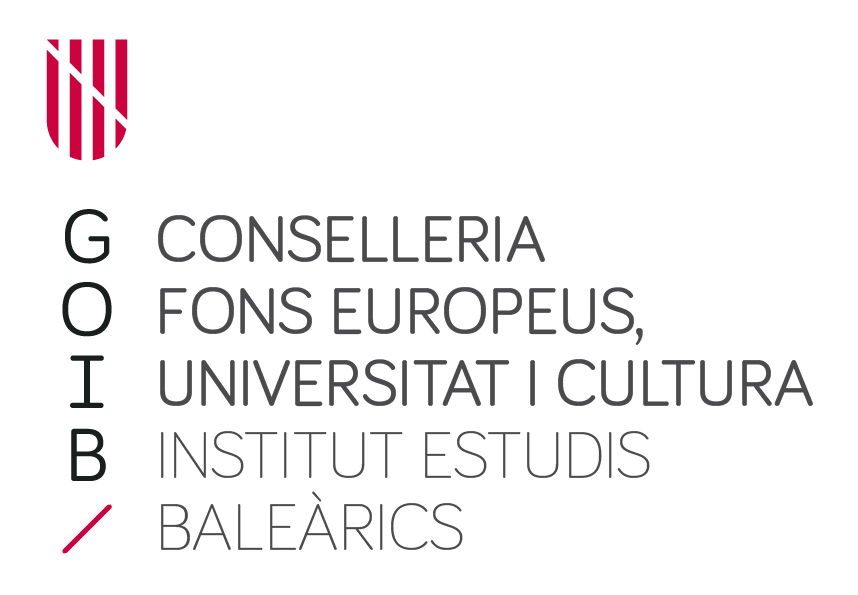 G CONSELLERIA
O FONS EUROPEUS,
I UNIVERSITAT I CULTURA
B INSTITUT ESTUDIS
/ BALEÀRICS